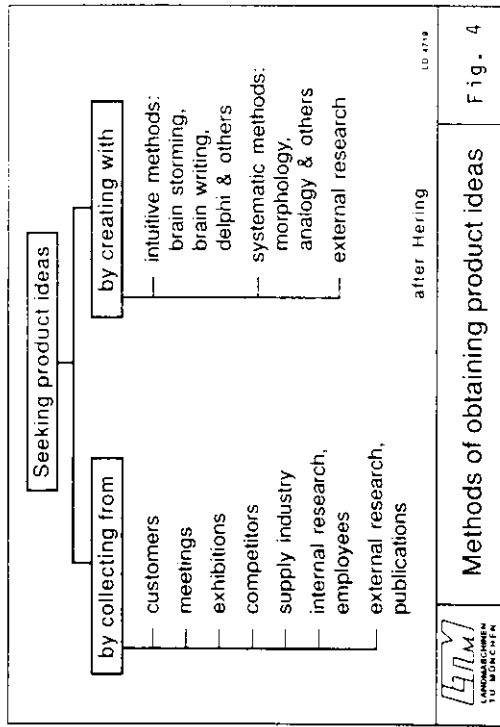 Seeking product ideas
by collecting from
customers
meetings
exhibitions
competitors
supply industry
internal research,
employees
external research,
publications
by creating with
intuitive methods:
brain storming,
brain writing,
delphi & others
systematic methods:
morphology,
analogy & others
external research
after Hering
LD 4719
LANDMASCHINEN
TU MÜNCHEN
Methods of obtaining product ideas
Fig. 4